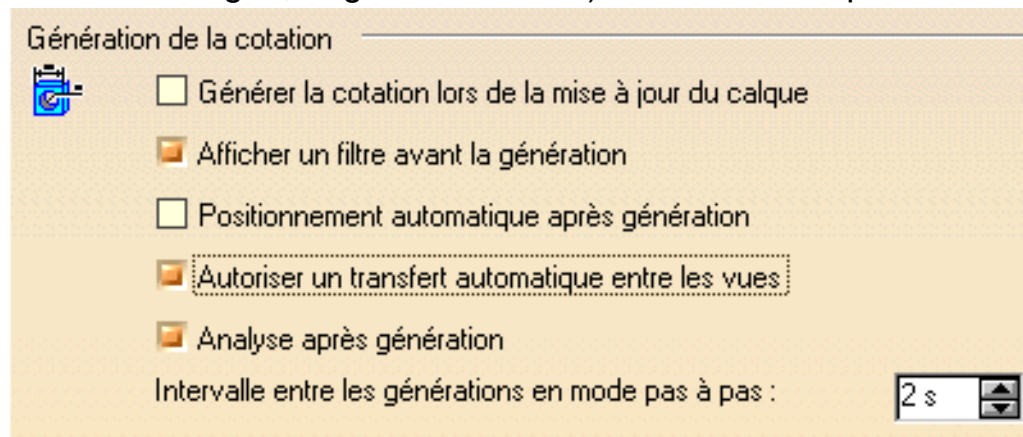 Génération de la cotation
Générer la cotation lors de la mise à jour du calque
Afficher un filtre avant la génération
Positionnement automatique après génération
Autoriser un transfert automatique entre les vues
Analyse après génération
Intervalle entre les générations en mode pas à pas : 2 s